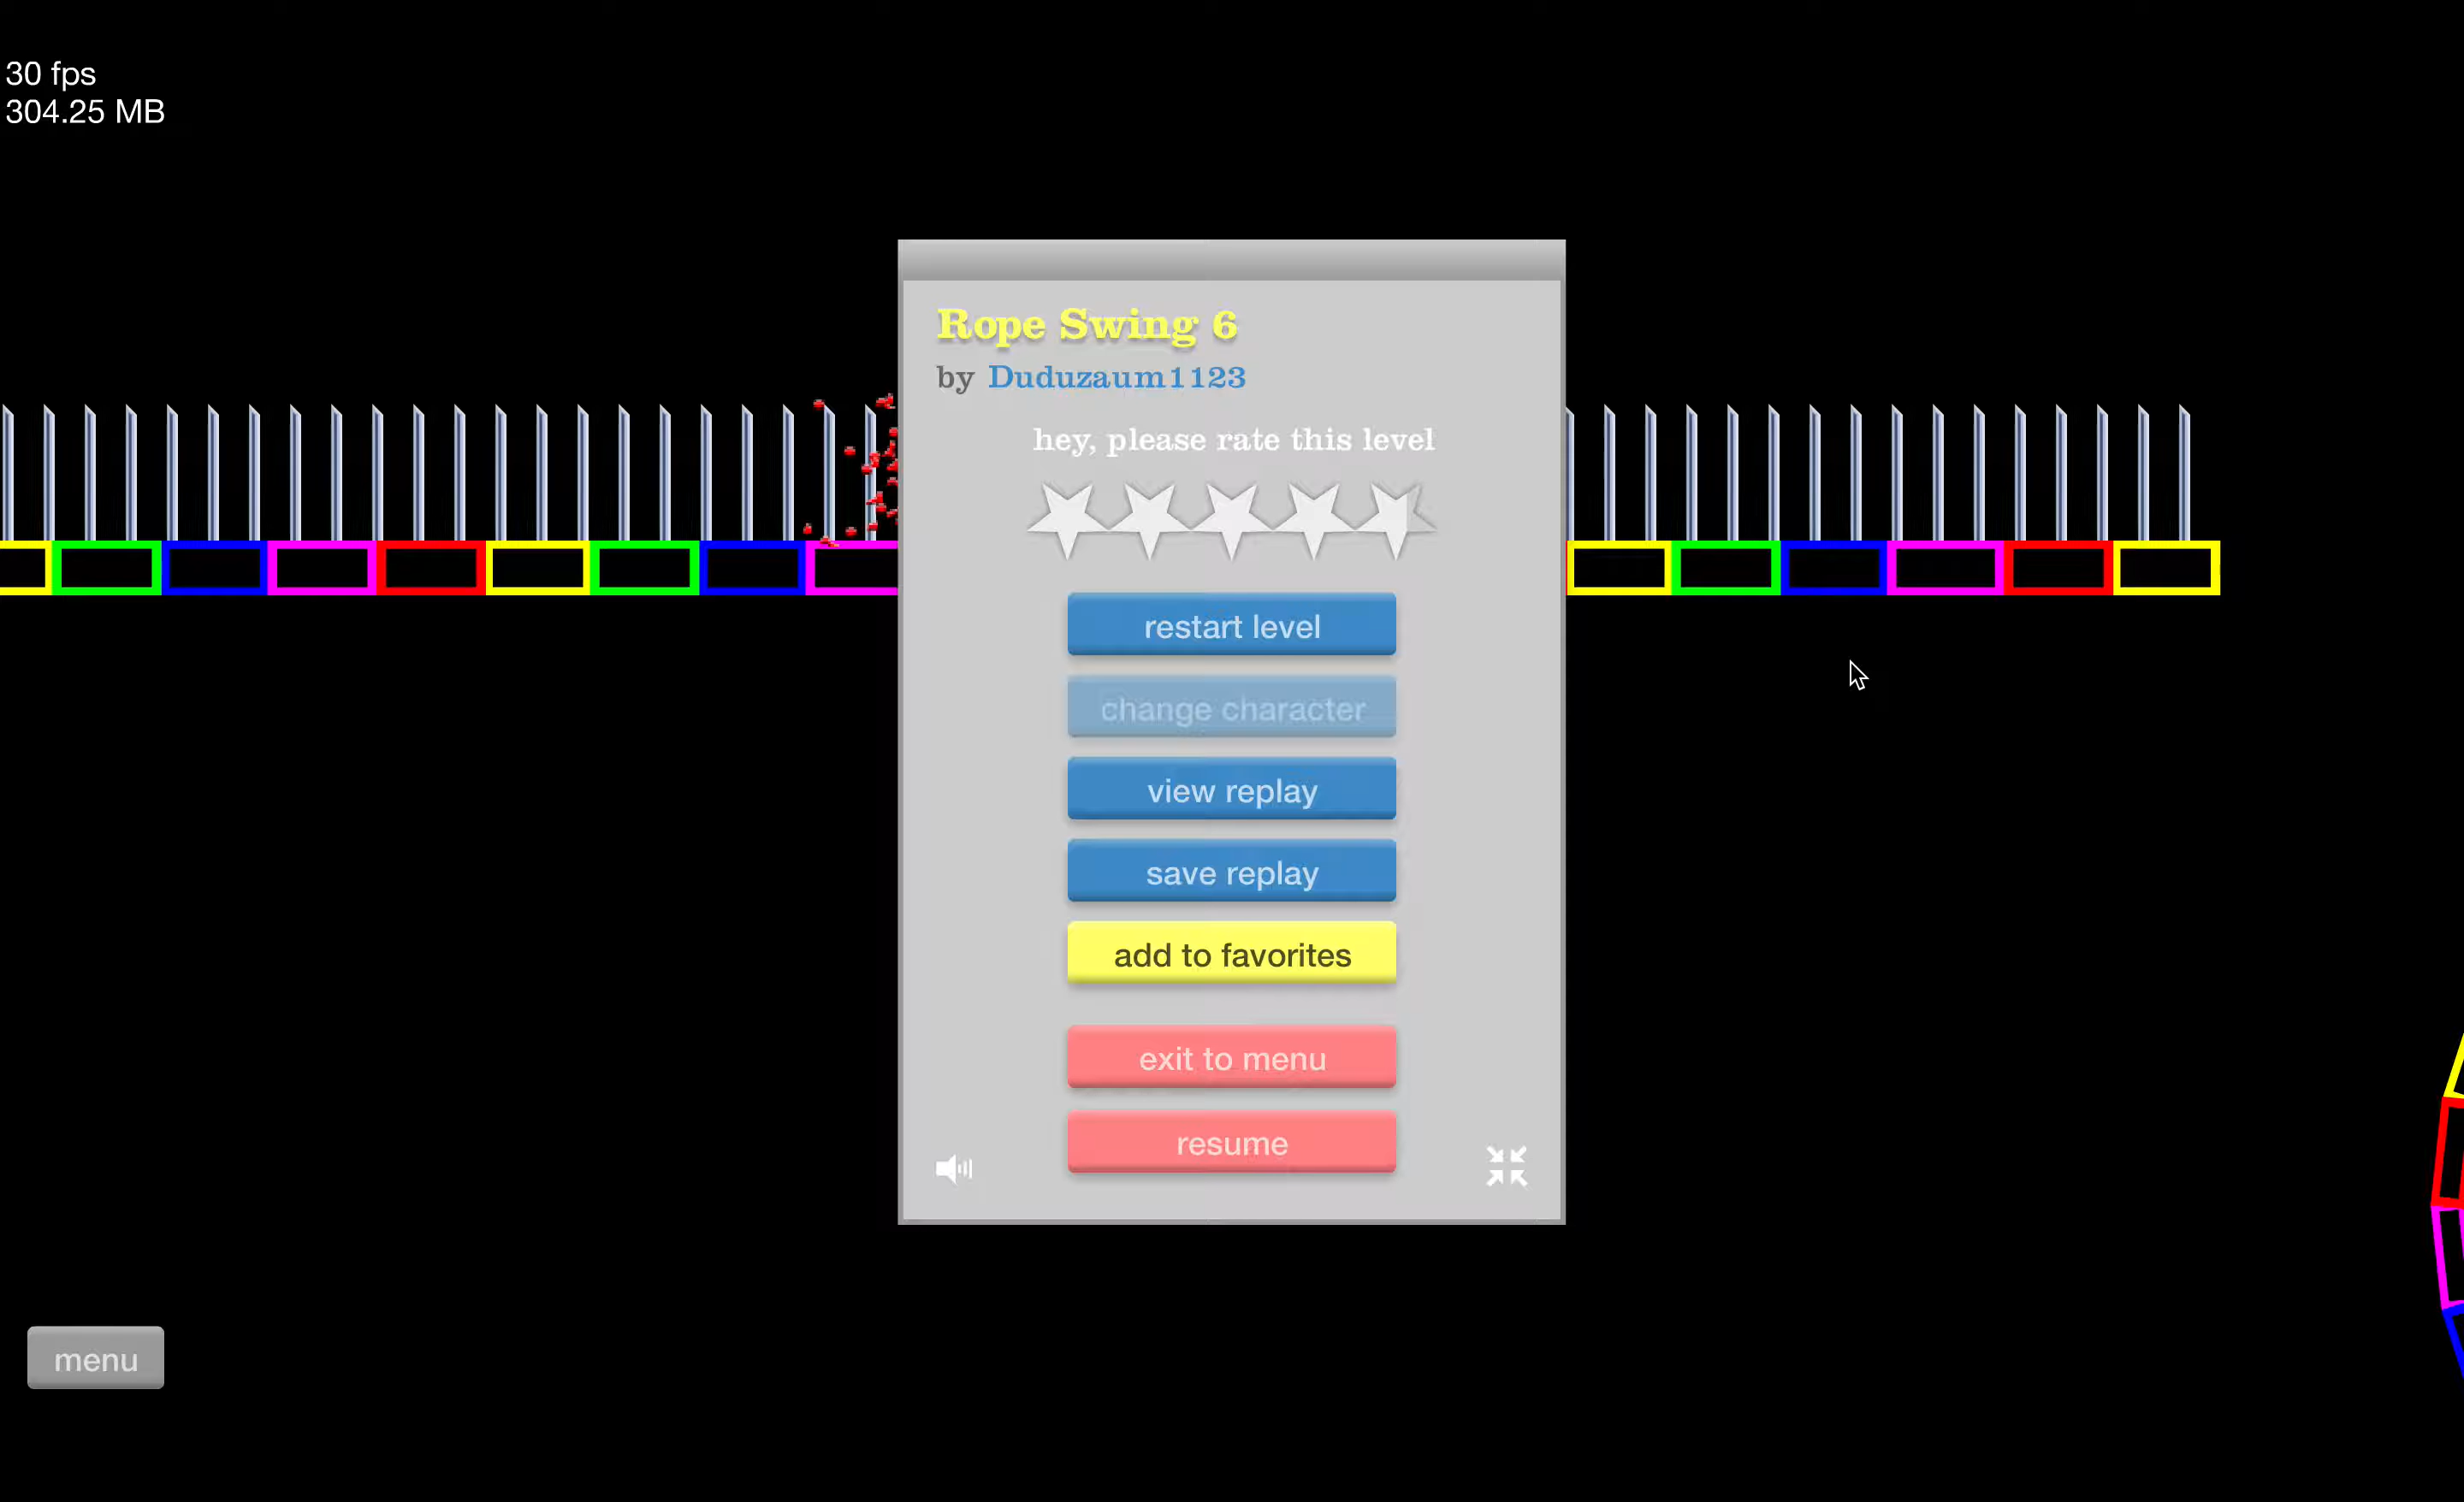 30 fps
304.25 MB
Rope Swing 6
by Duduzaum1123
hey, please rate this level
restart level
change character
view replay
save replay
add to favorites
exit to menu
resume
menu